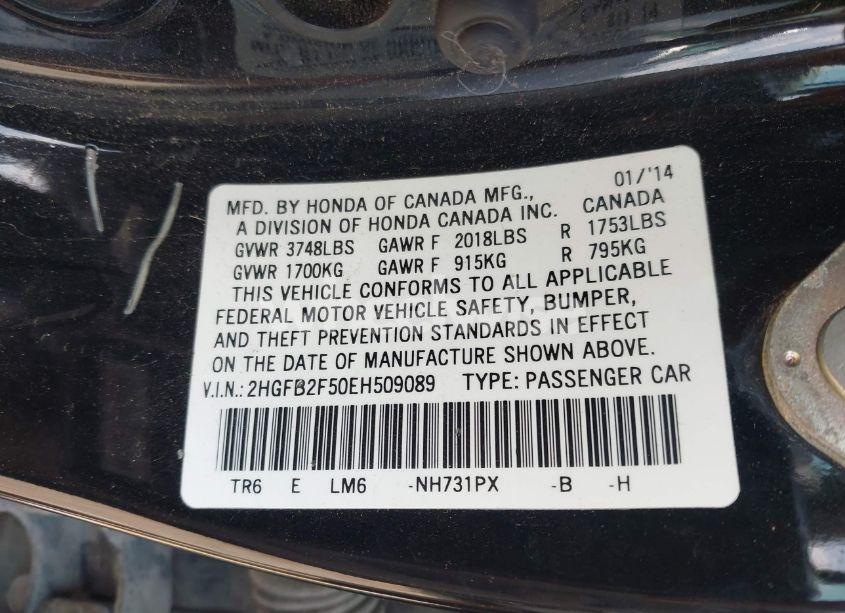 01/'14
MFD. BY HONDA OF CANADA MFG., CANADA
A DIVISION OF HONDA CANADA INC.
GVWR 3748LBS GAWR F 2018LBS R 1753LBS
GVWR 1700KG GAWR F 915KG R 795KG
THIS VEHICLE CONFORMS TO ALL APPLICABLE
FEDERAL MOTOR VEHICLE SAFETY, BUMPER,
AND THEFT PREVENTION STANDARDS IN EFFECT
ON THE DATE OF MANUFACTURE SHOWN ABOVE.
V.I.N.: 2HGFB2F50EH509089 TYPE: PASSENGER CAR
TR6 E LM6 -NH731PX -B -H